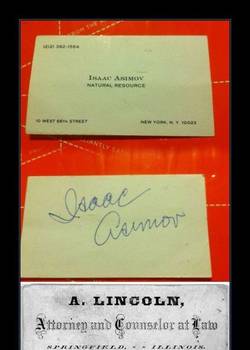 (212) 362-1564
ISAAC ASIMOV
NATURAL RESOURCE
10 WEST 66th STREET
NEW YORK, N. Y. 10023
Isaac
Asimov
A. LINCOLN,
Attorney and Counselor at Law
SPRINGFIELD, - - ILLINOIS.